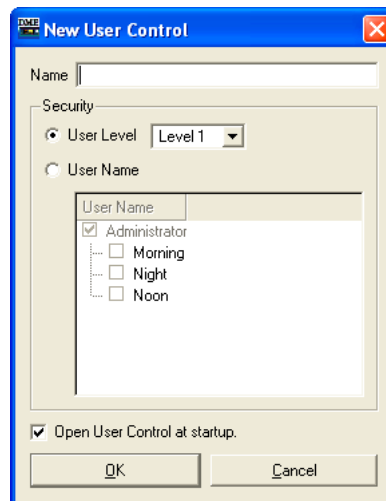 DME
New User Control
Name
Security
User Level Level 1
User Name
User Name
Administrator
Morning
Night
Noon
Open User Control at startup.
OK Cancel